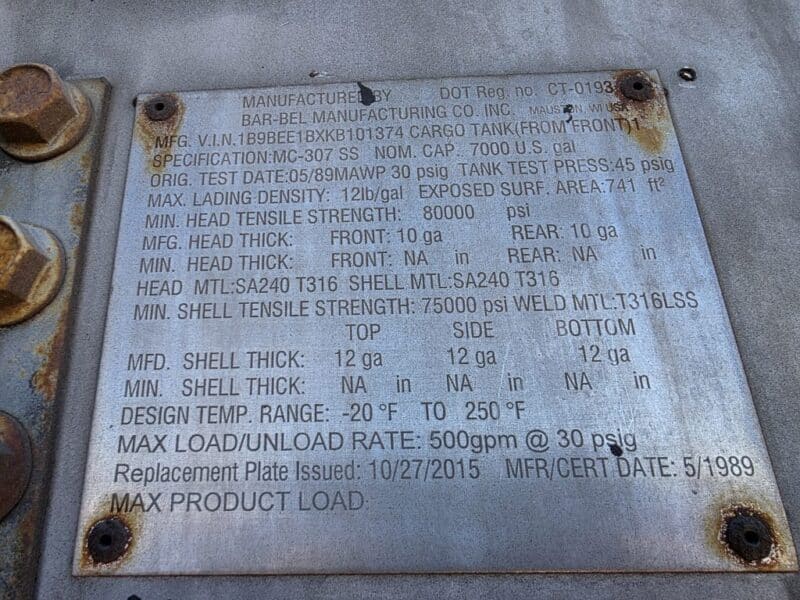 MANUFACTURED BY DOT Reg. no. CT-0193
BAR-BEL MANUFACTURING CO. INC. MAUSTON, WI USA
MFG. V.I.N.1B9BEE1BXKB101374 CARGO TANK(FROM FRONT)1
SPECIFICATION:MC-307 SS NOM. CAP. 7000 U.S. gal
ORIG. TEST DATE:05/89MAWP 30 psig TANK TEST PRESS:45 psig
MAX. LADING DENSITY: 12lb/gal EXPOSED SURF. AREA:741 ft²
MIN. HEAD TENSILE STRENGTH: 80000 psi
MFG. HEAD THICK: FRONT: 10 ga REAR: 10 ga
MIN. HEAD THICK: FRONT: NA in REAR: NA in
HEAD MTL:SA240 T316 SHELL MTL:SA240 T316
MIN. SHELL TENSILE STRENGTH: 75000 psi WELD MTL:T316LSS
TOP SIDE BOTTOM
MFD. SHELL THICK: 12 ga 12 ga 12 ga
MIN. SHELL THICK: NA in NA in NA in
DESIGN TEMP. RANGE: -20 °F TO 250 °F
MAX LOAD/UNLOAD RATE: 500gpm @ 30 psig
Replacement Plate Issued: 10/27/2015 MFR/CERT DATE: 5/1989
MAX PRODUCT LOAD